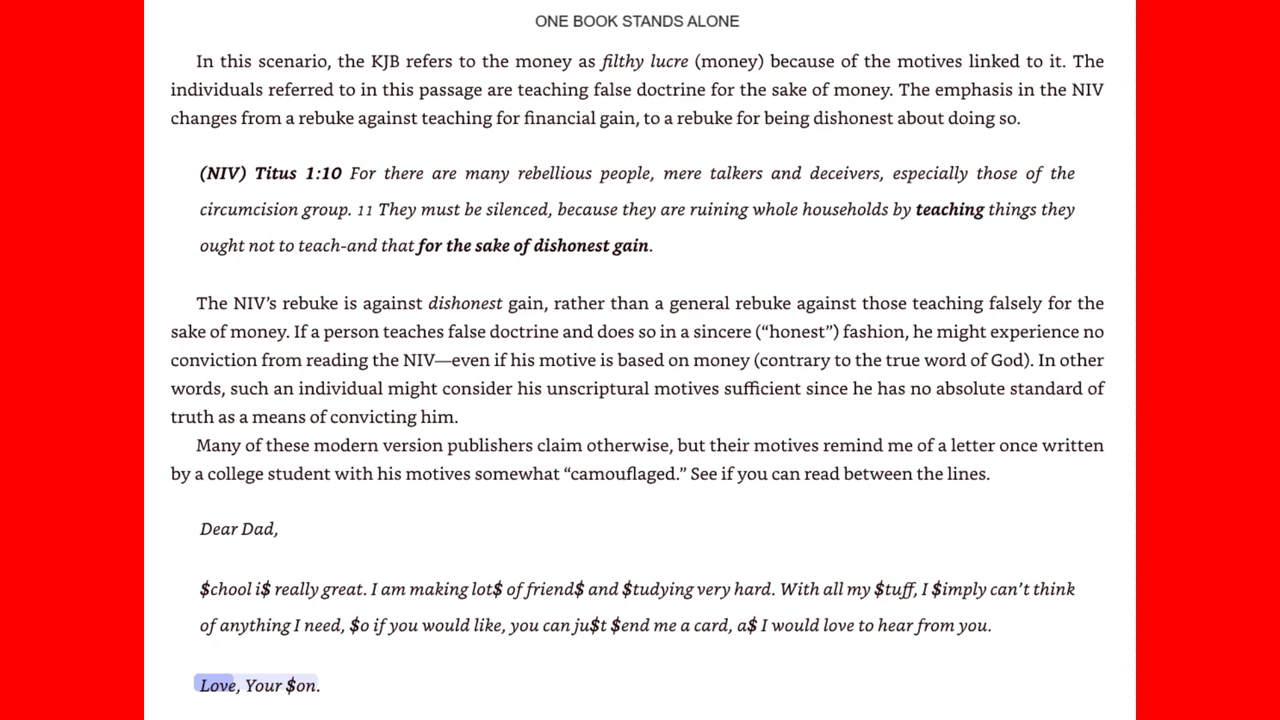 ONE BOOK STANDS ALONE
In this scenario, the KJB refers to the money as filthy lucre (money) because of the motives linked to it. The
individuals referred to in this passage are teaching false doctrine for the sake of money. The emphasis in the NIV
changes from a rebuke against teaching for financial gain, to a rebuke for being dishonest about doing so.
(NIV) Titus 1:10 For there are many rebellious people, mere talkers and deceivers, especially those of the
circumcision group. 11 They must be silenced, because they are ruining whole households by teaching things they
ought not to teach-and that for the sake of dishonest gain.
The NIV’s rebuke is against dishonest gain, rather than a general rebuke against those teaching falsely for the
sake of money. If a person teaches false doctrine and does so in a sincere (“honest”) fashion, he might experience no
conviction from reading the NIV—even if his motive is based on money (contrary to the true word of God). In other
words, such an individual might consider his unscriptural motives sufficient since he has no absolute standard of
truth as a means of convicting him.
Many of these modern version publishers claim otherwise, but their motives remind me of a letter once written
by a college student with his motives somewhat “camouflaged.” See if you can read between the lines.
Dear Dad,
$chool i$ really great. I am making lot$ of friend$ and $tudying very hard. With all my $tuff, I $imply can’t think
of anything I need, $o if you would like, you can ju$t $end me a card, a$ I would love to hear from you.
Love, Your $on.